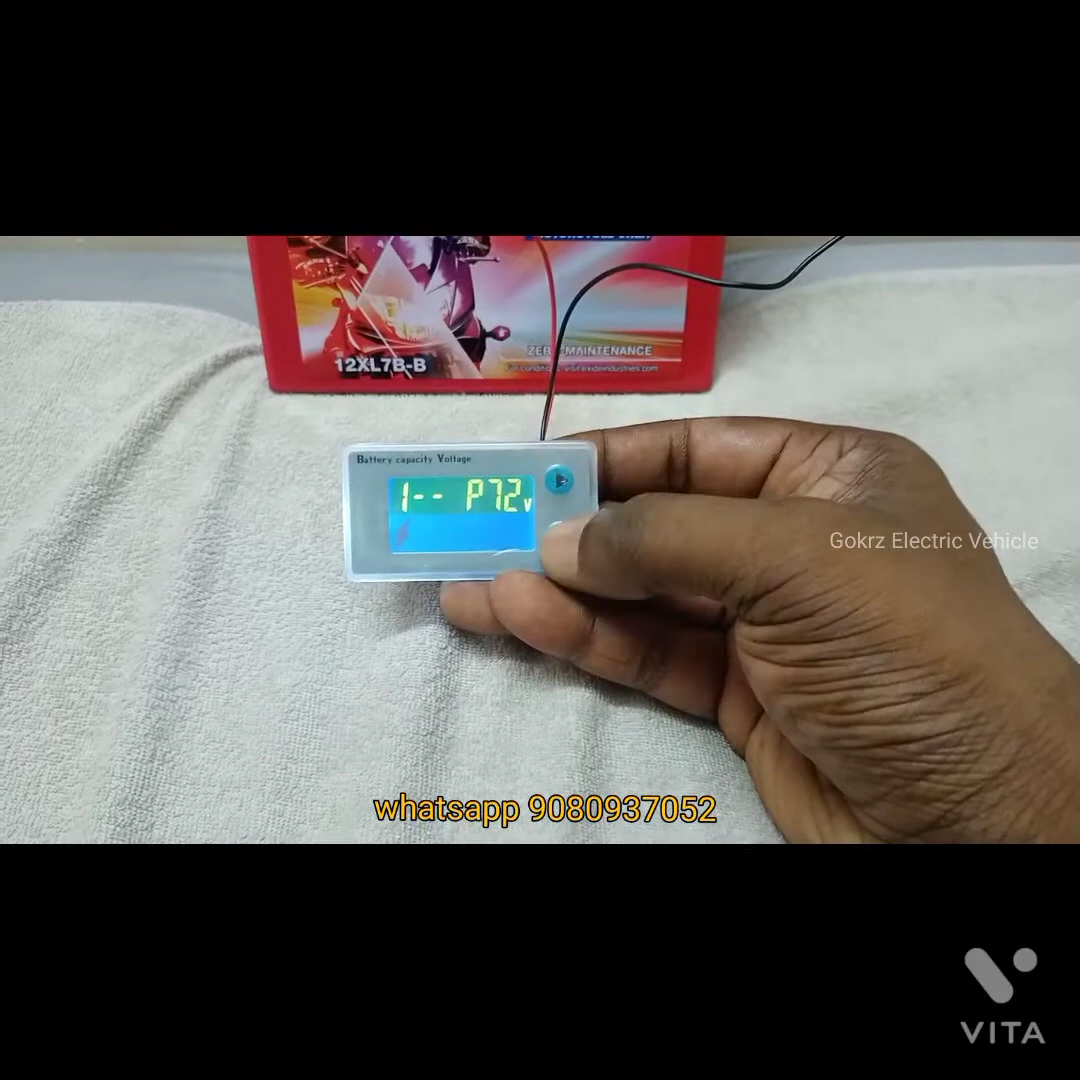 12XL7B-B
ZERO MAINTENANCE
Battery capacity Voltage
1-- P72v
Gokrz Electric Vehicle
whatsapp 9080937052
VITA